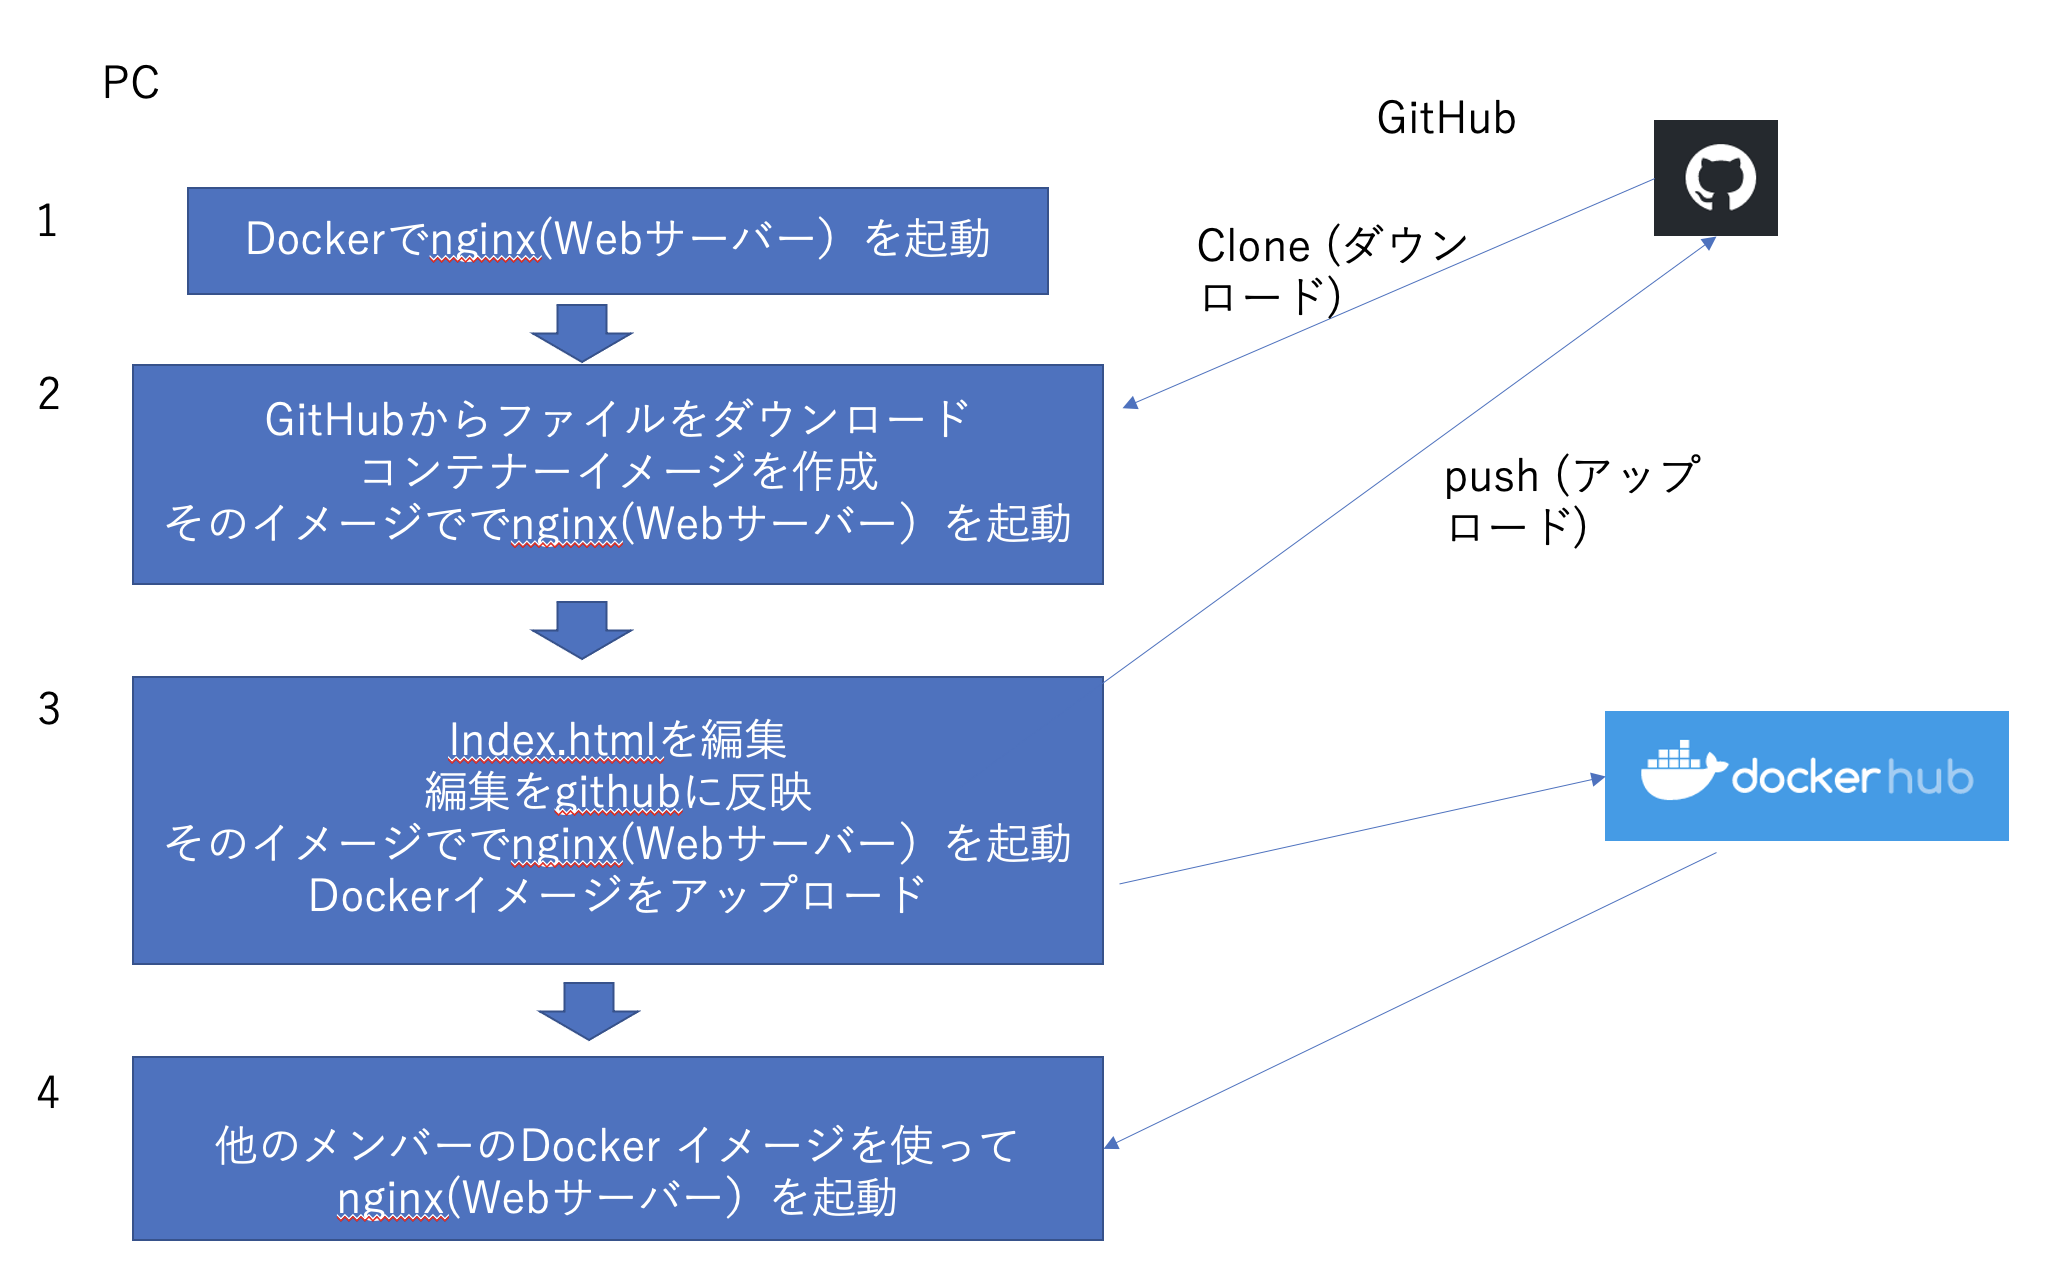 PC
GitHub
1
Dockerでnginx(Webサーバー）を起動
Clone (ダウン
ロード)
2
GitHubからファイルをダウンロード
コンテナーイメージを作成
そのイメージででnginx(Webサーバー）を起動
push (アップ
ロード)
3
Index.htmlを編集
編集をgithubに反映
そのイメージででnginx(Webサーバー）を起動
Dockerイメージをアップロード
dockerhub
4
他のメンバーのDocker イメージを使って
nginx(Webサーバー）を起動